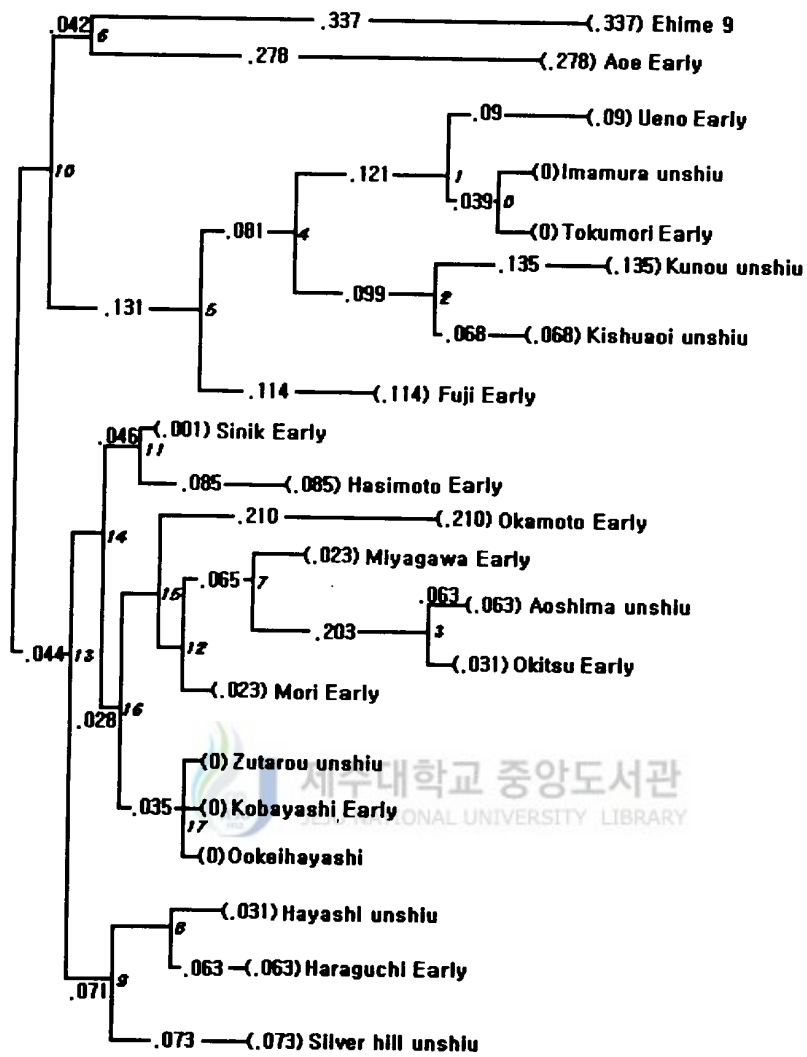 .042 6 .337 (.337) Ehime 9
.278 (.278) Aoe Early
.09 (.09) Ueno Early
10 .121 1 (0) Imamura unshiu
.039 0
.081 4 (0) Tokumori Early
.135 (.135) Kunou unshiu
.099 2
.131 5 .068 (.068) Kishuaoi unshiu
.114 (.114) Fuji Early
.046 11 (.001) Sinik Early
.085 (.085) Hasimoto Early
14 .210 (.210) Okamoto Early
.065 7 (.023) Miyagawa Early
15 .063 (.063) Aoshima unshiu
.203 3
.044 13 12 (.031) Okitsu Early
.028 16 (.023) Mori Early
(0) Zutarou unshiu
제주대학교 중앙도서관
.035 17 (0) Kobayashi Early
JEJU NATIONAL UNIVERSITY LIBRARY
(0) Ookeihayashi
(.031) Hayashi unshiu
8
.063 (.063) Haraguchi Early
.071 9
.073 (.073) Silver hill unshiu